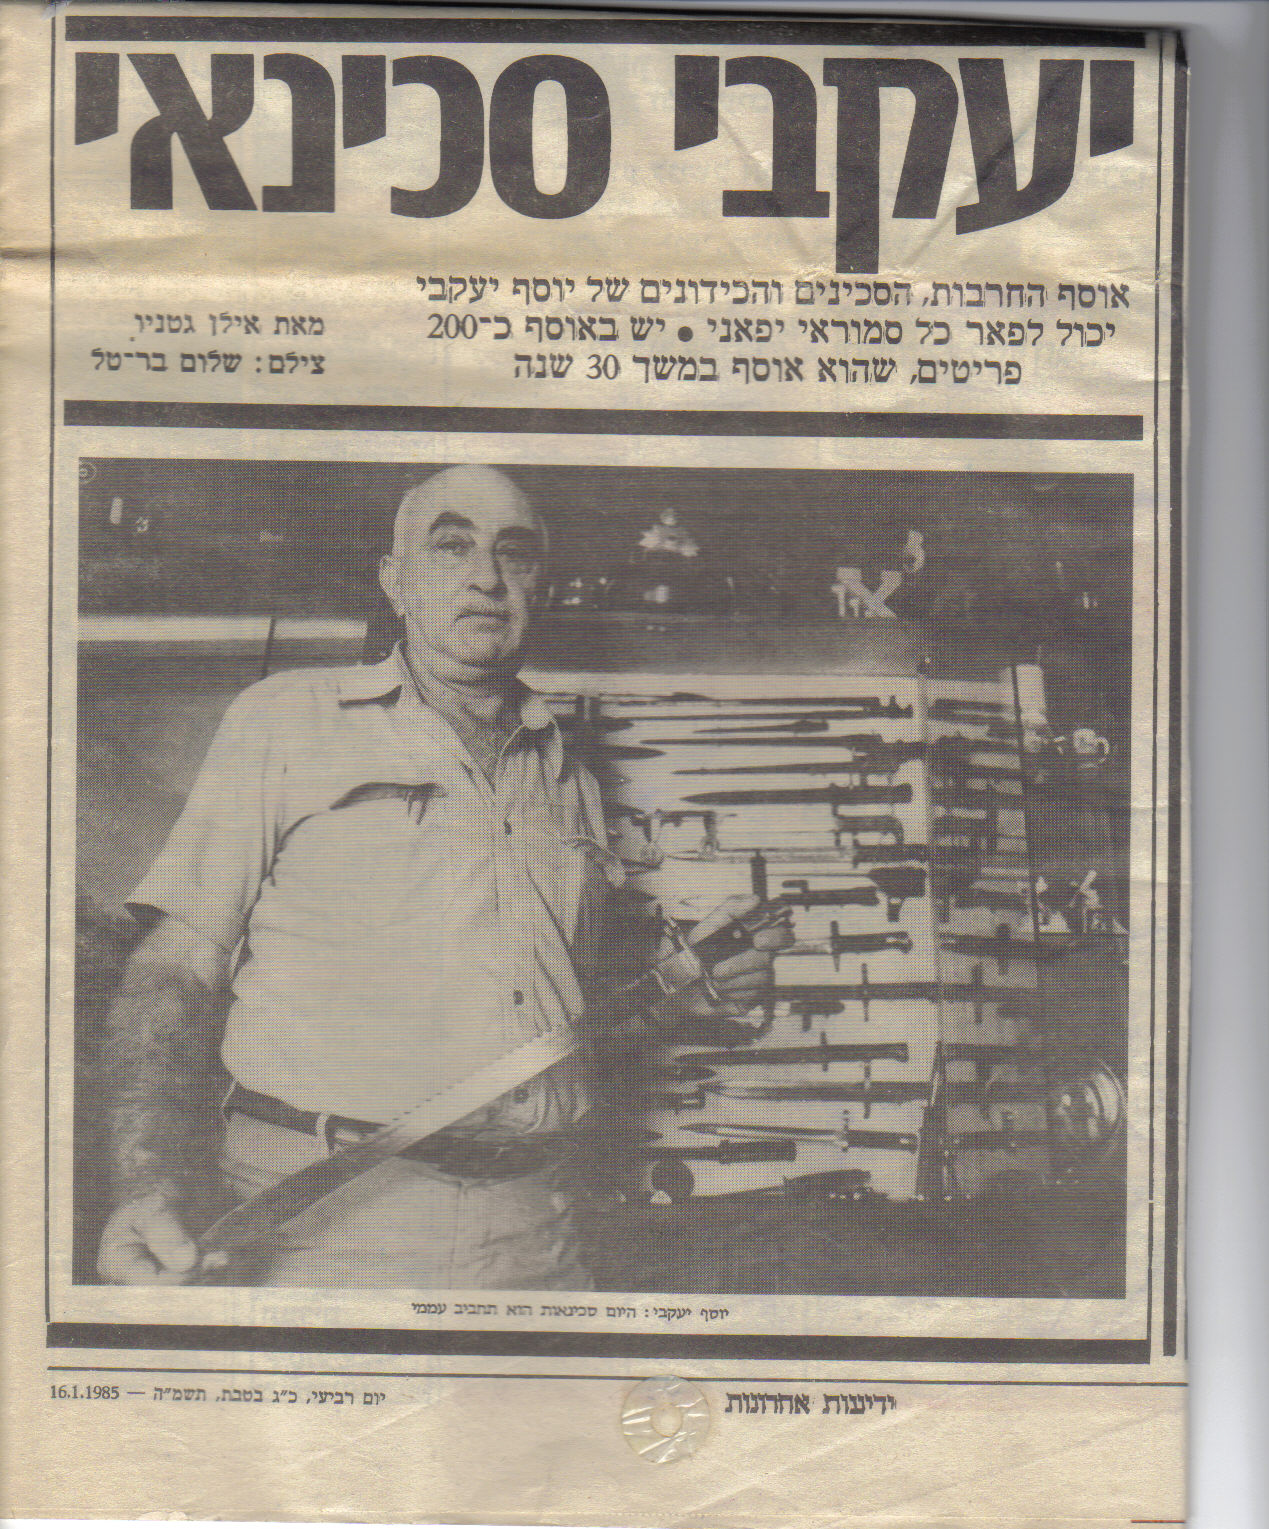 יעקבי סכינאי
אוסף החרבות, הסכינים והכידונים של יוסף יעקבי
יכול לפאר כל סמוראי יפאני • יש באוסף כ־200
פריטים, שהוא אוסף במשך 30 שנה
מאת אילן גטניו
צילם: שלום בר־טל
יוסף יעקבי: היום סכינאות הוא תחביב עממי
ידיעות אחרונות
יום רביעי, כ״ג בטבת, תשמ״ה — 16.1.1985